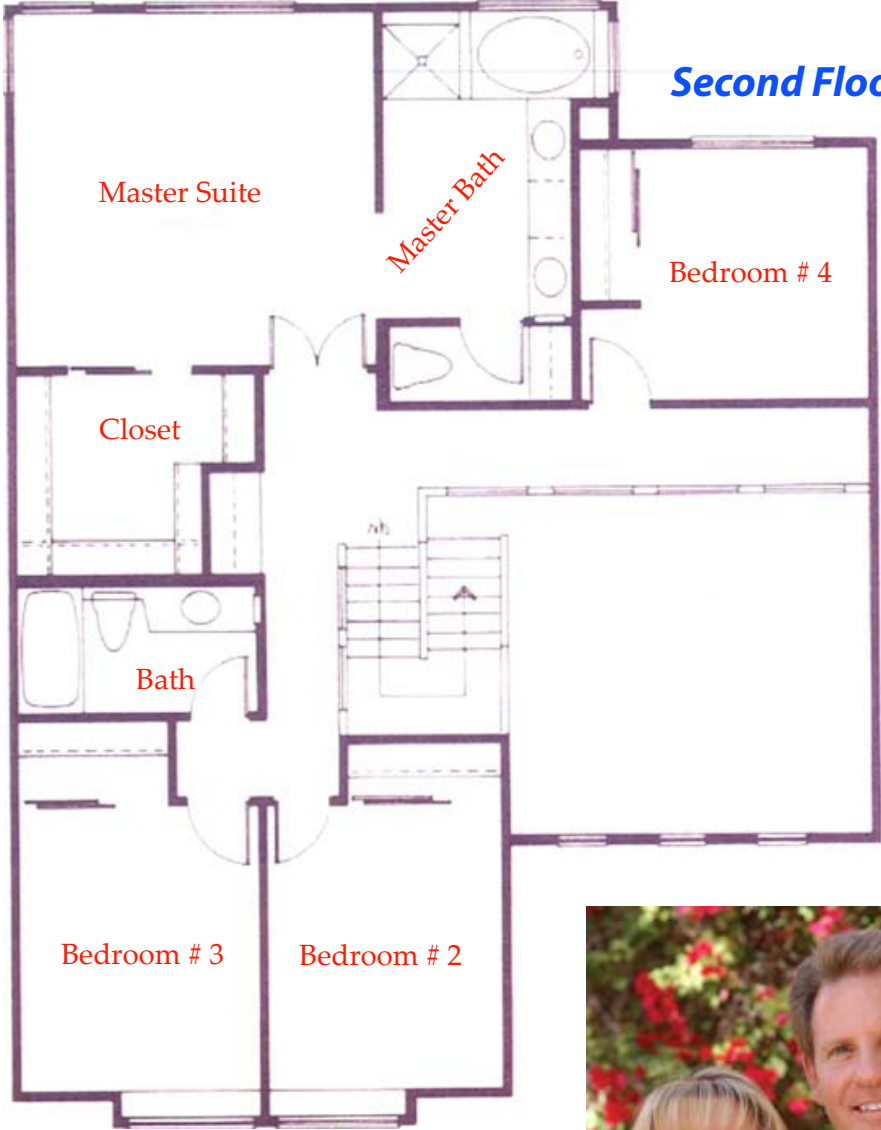 Second Floo
Master Suite
Master Bath
Bedroom # 4
Closet
Bath
Bedroom # 3
Bedroom # 2